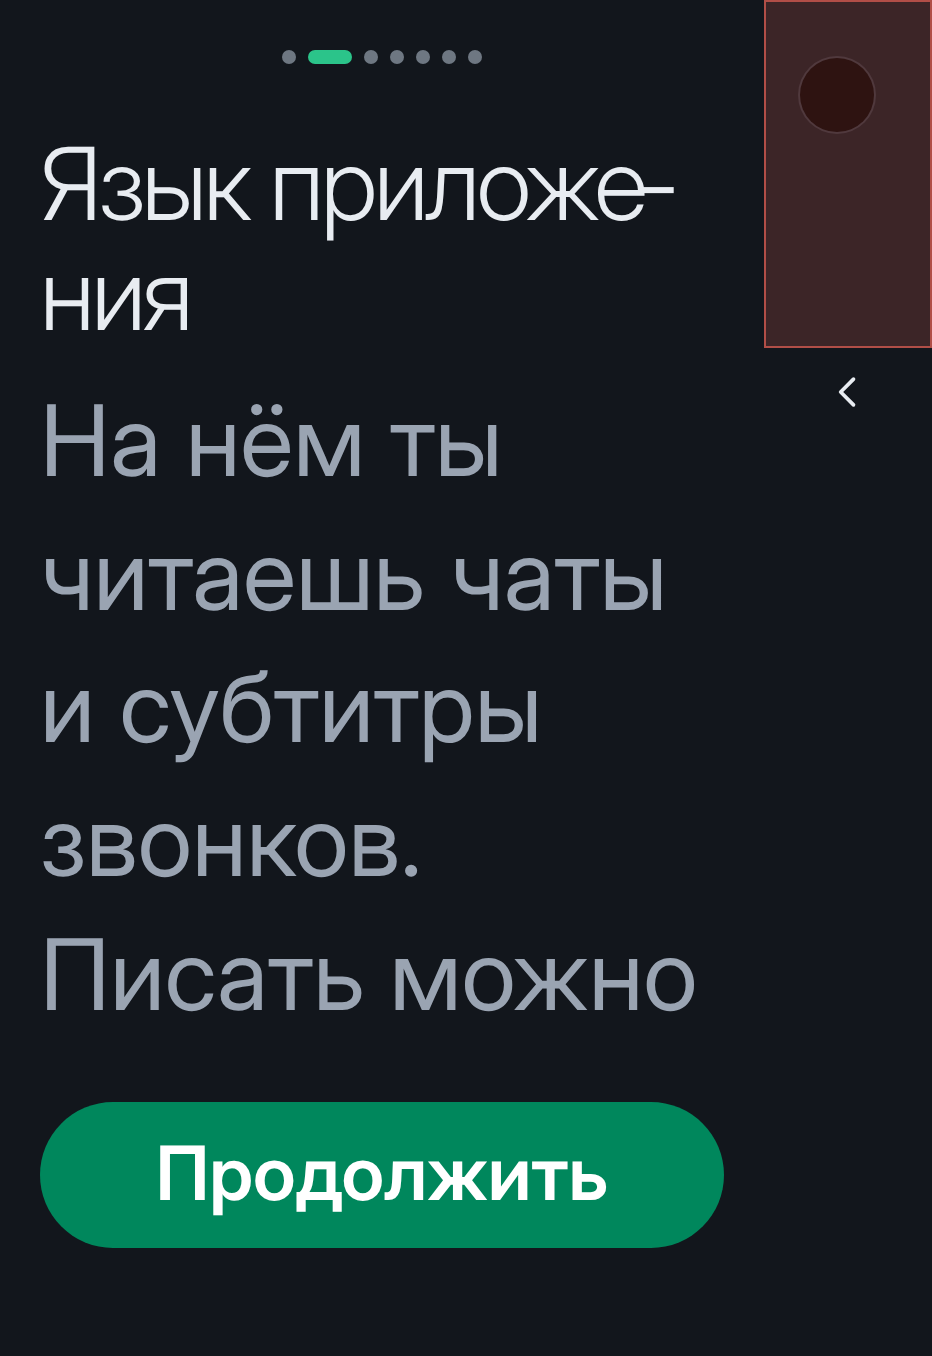 Язык приложе-
ния
На нём ты
читаешь чаты
и субтитры
звонков.
Писать можно
Продолжить